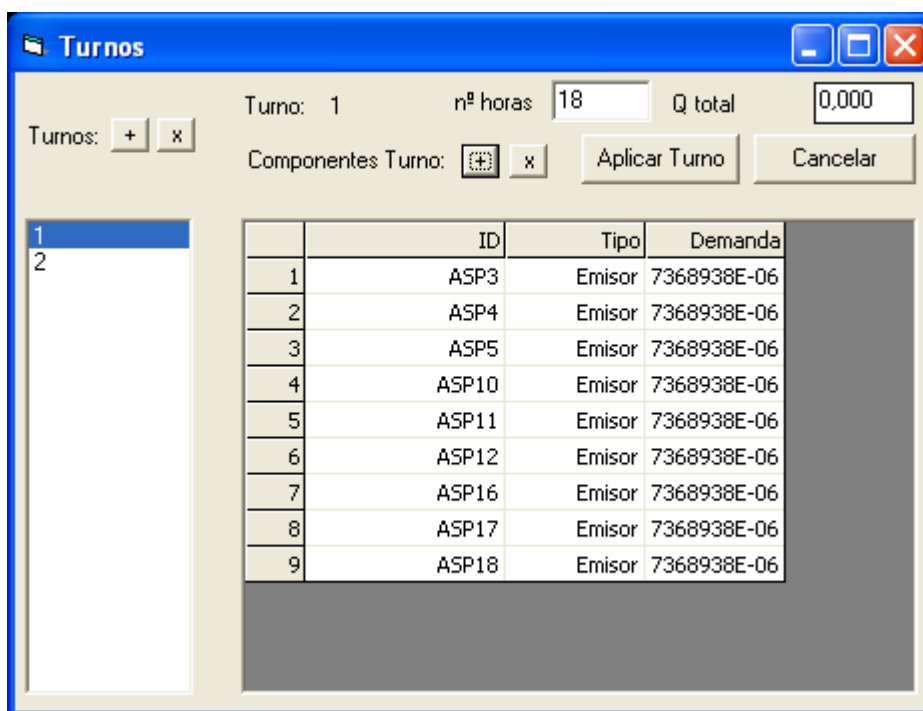 Turnos
Turno: 1 nº horas 18 Q total 0,000
Turnos: + x
Componentes Turno: + x Aplicar Turno Cancelar
1
2
ID Tipo Demanda
1 ASP3 Emisor 7368938E-06
2 ASP4 Emisor 7368938E-06
3 ASP5 Emisor 7368938E-06
4 ASP10 Emisor 7368938E-06
5 ASP11 Emisor 7368938E-06
6 ASP12 Emisor 7368938E-06
7 ASP16 Emisor 7368938E-06
8 ASP17 Emisor 7368938E-06
9 ASP18 Emisor 7368938E-06